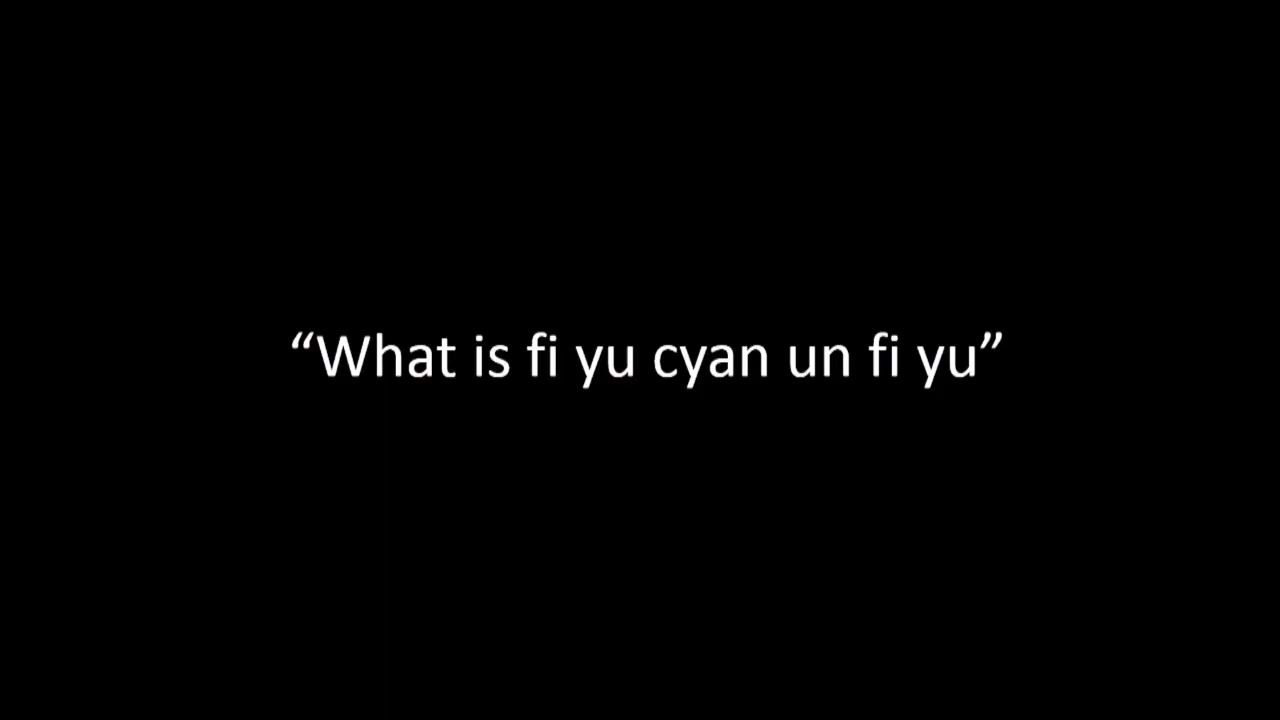 “What is fi yu cyan un fi yu”